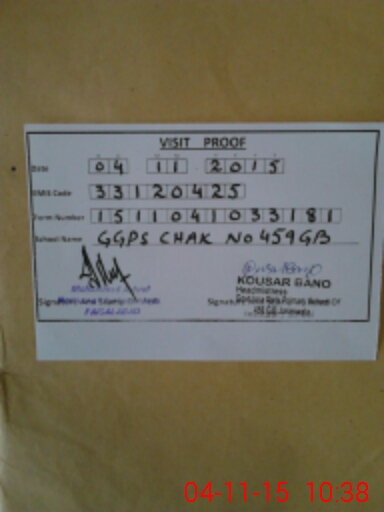 VISIT PROOF
Date 04 11 2015
EMIS Code 33120425
Form Number 1511041033181
School Name GGPS CHAK NO 459GB
KOUSAR BANO
Headmistress
FAISALABAD
04-11-15 10:38